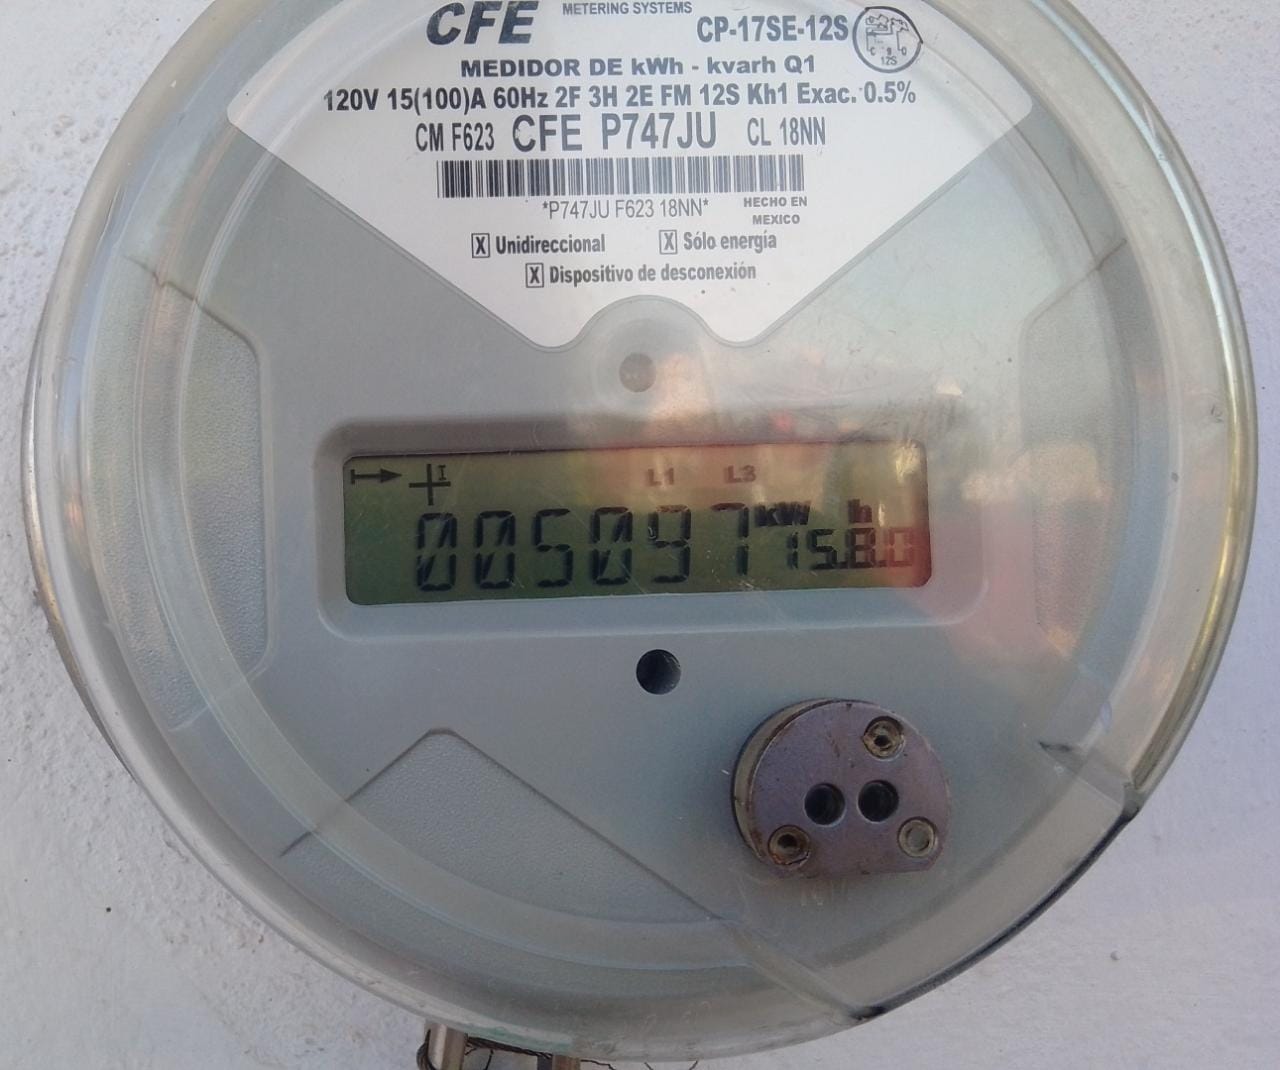 CFE METERING SYSTEMS CP-17SE-12S
12S
MEDIDOR DE kWh - kvarh Q1
120V 15(100)A 60Hz 2F 3H 2E FM 12S Kh1 Exac. 0.5%
CM F623 CFE P747JU CL 18NN
*P747JU F623 18NN* HECHO EN MEXICO
X Unidireccional X Sólo energía
X Dispositivo de desconexión
L1 L3
005097 kW h 15.8.0